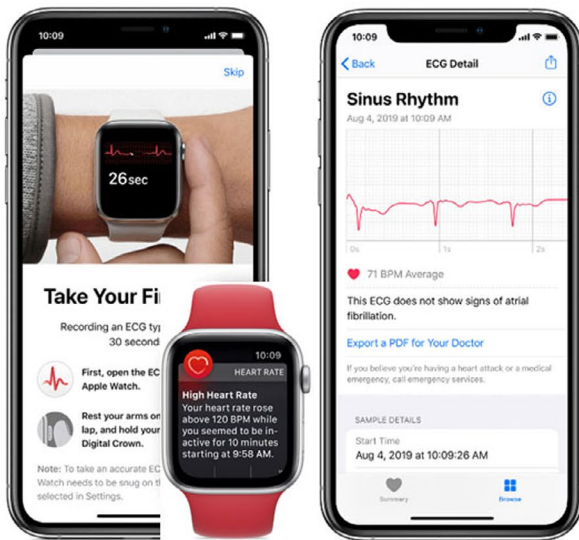 10:09
Skip
26sec
Take Your Fi
Recording an ECG typ
30 second
First, open the EC
Apple Watch.
Rest your arms on
lap, and hold your
Digital Crown.
Note: To take an accurate EC
Watch needs to be snug on th
selected in Settings.
10:09
HEART RATE
High Heart Rate
Your heart rate rose
above 120 BPM while
you seemed to be in-
active for 10 minutes
starting at 9:58 AM.
10:09
Back
ECG Detail
Sinus Rhythm
Aug 4, 2019 at 10:09 AM
0s
1s
2s
71 BPM Average
This ECG does not show signs of atrial
fibrillation.
Export a PDF for Your Doctor
If you believe you're having a heart attack or a medical
emergency, call emergency services.
SAMPLE DETAILS
Start Time
Aug 4, 2019 at 10:09:26 AM
Summary
Browse